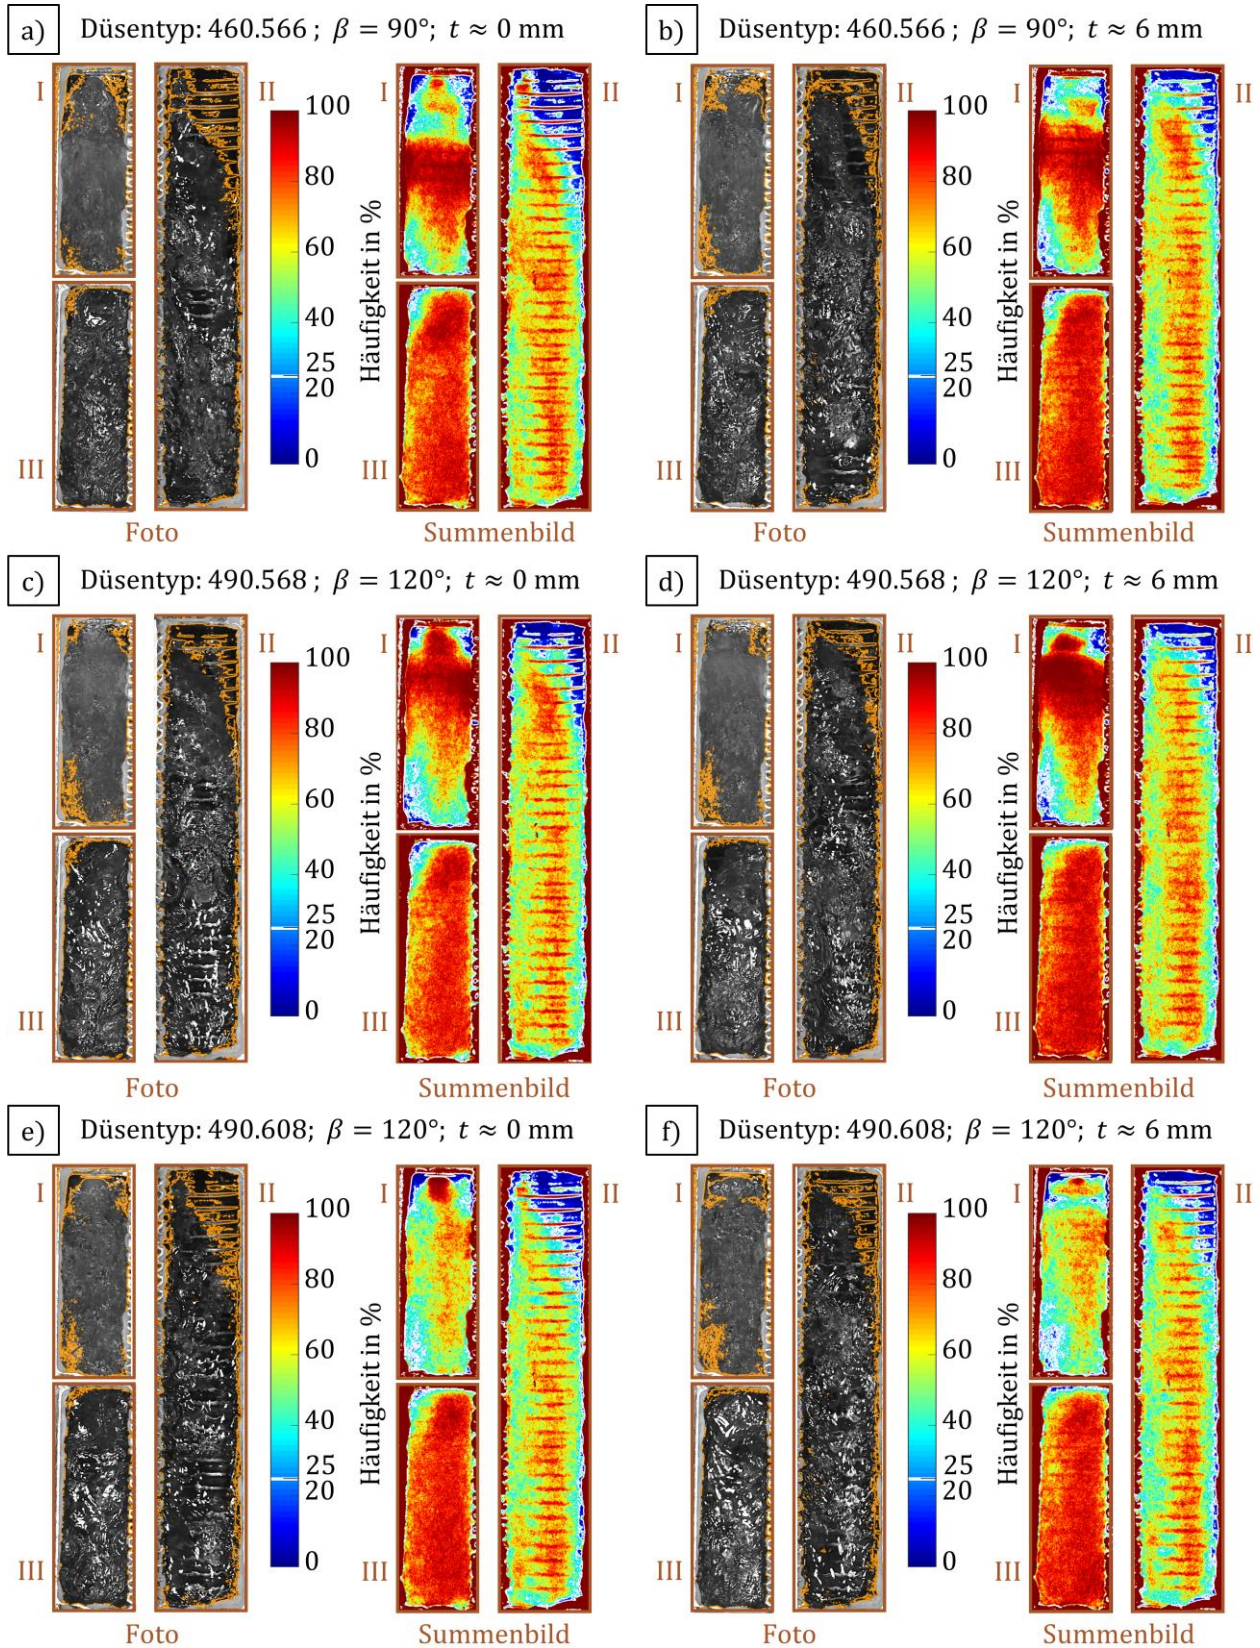 a) Düsentyp: 460.566 ; β = 90°; t ≈ 0 mm
I
II
III
100
80
60
40
25
20
0
Häufigkeit in %
I
II
III
Foto
Summenbild
b) Düsentyp: 460.566 ; β = 90°; t ≈ 6 mm
I
II
III
100
80
60
40
25
20
0
Häufigkeit in %
I
II
III
Foto
Summenbild
c) Düsentyp: 490.568 ; β = 120°; t ≈ 0 mm
I
II
III
100
80
60
40
25
20
0
Häufigkeit in %
I
II
III
Foto
Summenbild
d) Düsentyp: 490.568 ; β = 120°; t ≈ 6 mm
I
II
III
100
80
60
40
25
20
0
Häufigkeit in %
I
II
III
Foto
Summenbild
e) Düsentyp: 490.608; β = 120°; t ≈ 0 mm
I
II
III
100
80
60
40
25
20
0
Häufigkeit in %
I
II
III
Foto
Summenbild
f) Düsentyp: 490.608; β = 120°; t ≈ 6 mm
I
II
III
100
80
60
40
25
20
0
Häufigkeit in %
I
II
III
Foto
Summenbild